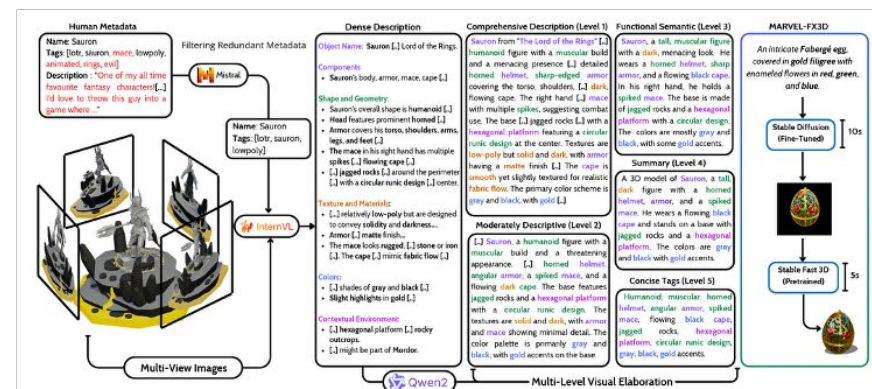 Human Metadata
Name: Sauron
Tags: [lotr, sauron, mace, lowpoly,
animated, rings, evil]
Description : "One of my all time
favourite fantasy characters![..]
I'd love to throw this guy into a
game where ..."
Filtering Redundant Metadata
Mistral
Name: Sauron
Tags: [lotr, sauron,
lowpoly]
InternVL
Multi-View Images
Dense Description
Object Name: Sauron [..] Lord of the Rings.
Components:
• Sauron's body, armor, mace, cape [..]
Shape and Geometry:
• Sauron's overall shape is humanoid [..]
• Head features prominent horned [..]
• Armor covers his torso, shoulders, arms,
legs, and feet [..]
• The mace in his right hand has multiple
spikes [..] flowing cape [..]
• [..] jagged rocks [..] around the perimeter
[..] with a circular runic design [..] center.
Texture and Materials:
• [..] relatively low-poly but are designed
to convey solidity and darkness...
• Armor [..] matte finish...
• The mace looks rugged, [..] stone or iron
[..]. The cape [..] mimic fabric flow [..]
Colors:
• [..] shades of gray and black [..]
• Slight highlights in gold [..]
Contextual Environment:
• [..] hexagonal platform [..] rocky
outcrops.
• [..] might be part of Mordor.
Qwen2
Comprehensive Description (Level 1)
Sauron from "The Lord of the Rings" [..]
humanoid figure with a muscular build
and a menacing presence [..] detailed
horned helmet, sharp-edged armor
covering the torso, shoulders, [..] dark,
flowing cape. The right hand [..] mace
with multiple spikes, suggesting combat
use. The base [..] jagged rocks [..] with a
hexagonal platform featuring a circular
runic design at the center. Textures are
low-poly but solid and dark, with armor
having a matte finish [..] The cape is
smooth yet slightly textured for realistic
fabric flow. The primary color scheme is
gray and black, with gold [..]
Moderately Descriptive (Level 2)
[..] Sauron, a humanoid figure with a
muscular build and a threatening
appearance. [..] horned helmet,
angular armor, a spiked mace, and a
flowing dark cape. The base features
jagged rocks and a hexagonal platform
with a circular runic design. The
textures are solid and dark, with armor
and mace showing minimal detail. The
color palette is primarily gray and
black, with gold accents on the base.
Functional Semantic (Level 3)
Sauron, a tall, muscular figure
with a dark, menacing look. He
wears a horned helmet, sharp
armor, and a flowing black cape.
In his right hand, he holds a
spiked mace. The base is made
of jagged rocks and a hexagonal
platform with a circular design.
The colors are mostly gray and
black, with some gold accents.
Summary (Level 4)
A 3D model of Sauron, a tall,
dark figure with a horned
helmet, armor, and a spiked
mace. He wears a flowing black
cape and stands on a base with
jagged rocks and a hexagonal
platform. The colors are gray
and black with gold accents.
Concise Tags (Level 5)
Humanoid, muscular, horned
helmet, angular armor, spiked
mace, flowing black cape,
jagged rocks, hexagonal
platform, circular runic design,
gray, black, gold accents.
Multi-Level Visual Elaboration
MARVEL-FX3D
An intricate Fabergé egg,
covered in gold filigree with
enameled flowers in red, green,
and blue.
Stable Diffusion
(Fine-Tuned)
10s
Stable Fast 3D
(Pretrained)
5s